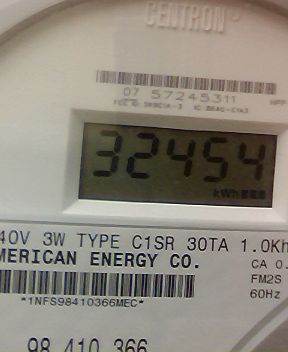 CENTRON®
07 57245311
32454
kWh
40V 3W TYPE C1SR 30TA 1.0Kh
MERICAN ENERGY CO.
CA 0.
FM2S
*1NFS98410366MEC*
60Hz
98 410 366